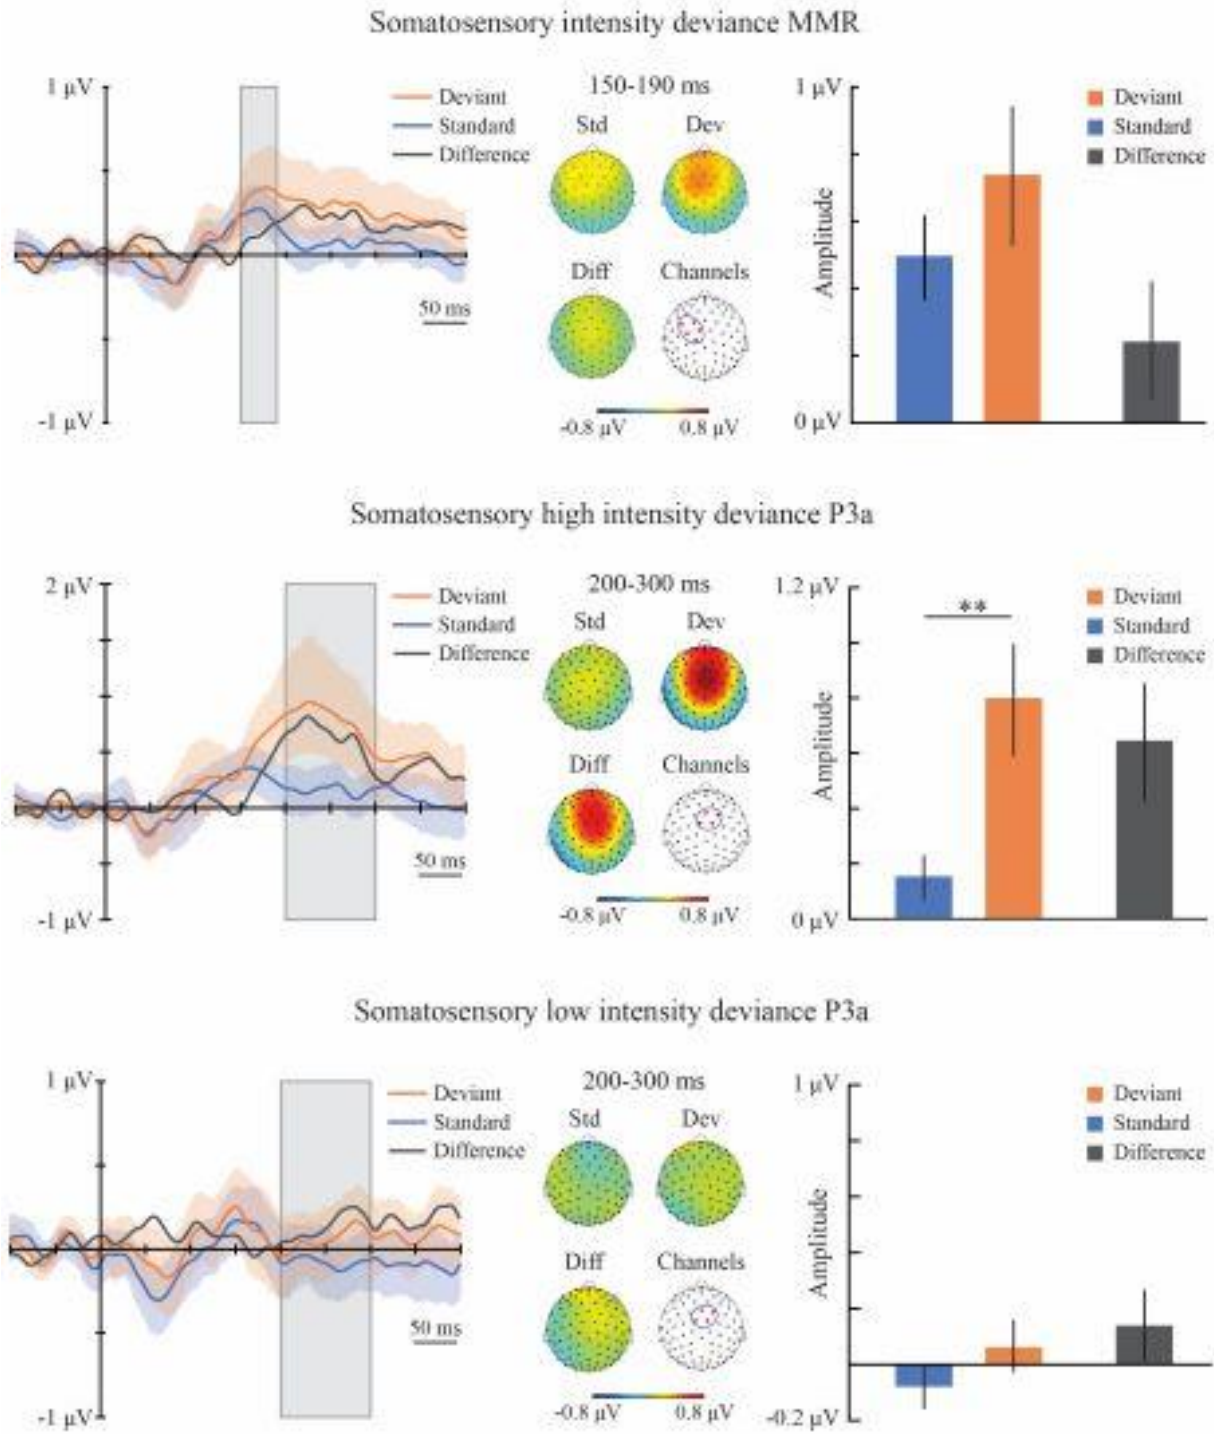 Somatosensory intensity deviance MMR
1 μV
Deviant
Standard
Difference
50 ms
-1 μV
150-190 ms
Std Dev
Diff Channels
-0.8 μV 0.8 μV
1 μV
Amplitude
0 μV
Deviant
Standard
Difference
Somatosensory high intensity deviance P3a
2 μV
Deviant
Standard
Difference
50 ms
-1 μV
200-300 ms
Std Dev
Diff Channels
-0.8 μV 0.8 μV
1.2 μV
**
Amplitude
0 μV
Deviant
Standard
Difference
Somatosensory low intensity deviance P3a
1 μV
Deviant
Standard
Difference
50 ms
-1 μV
200-300 ms
Std Dev
Diff Channels
-0.8 μV 0.8 μV
1 μV
Amplitude
-0.2 μV
Deviant
Standard
Difference